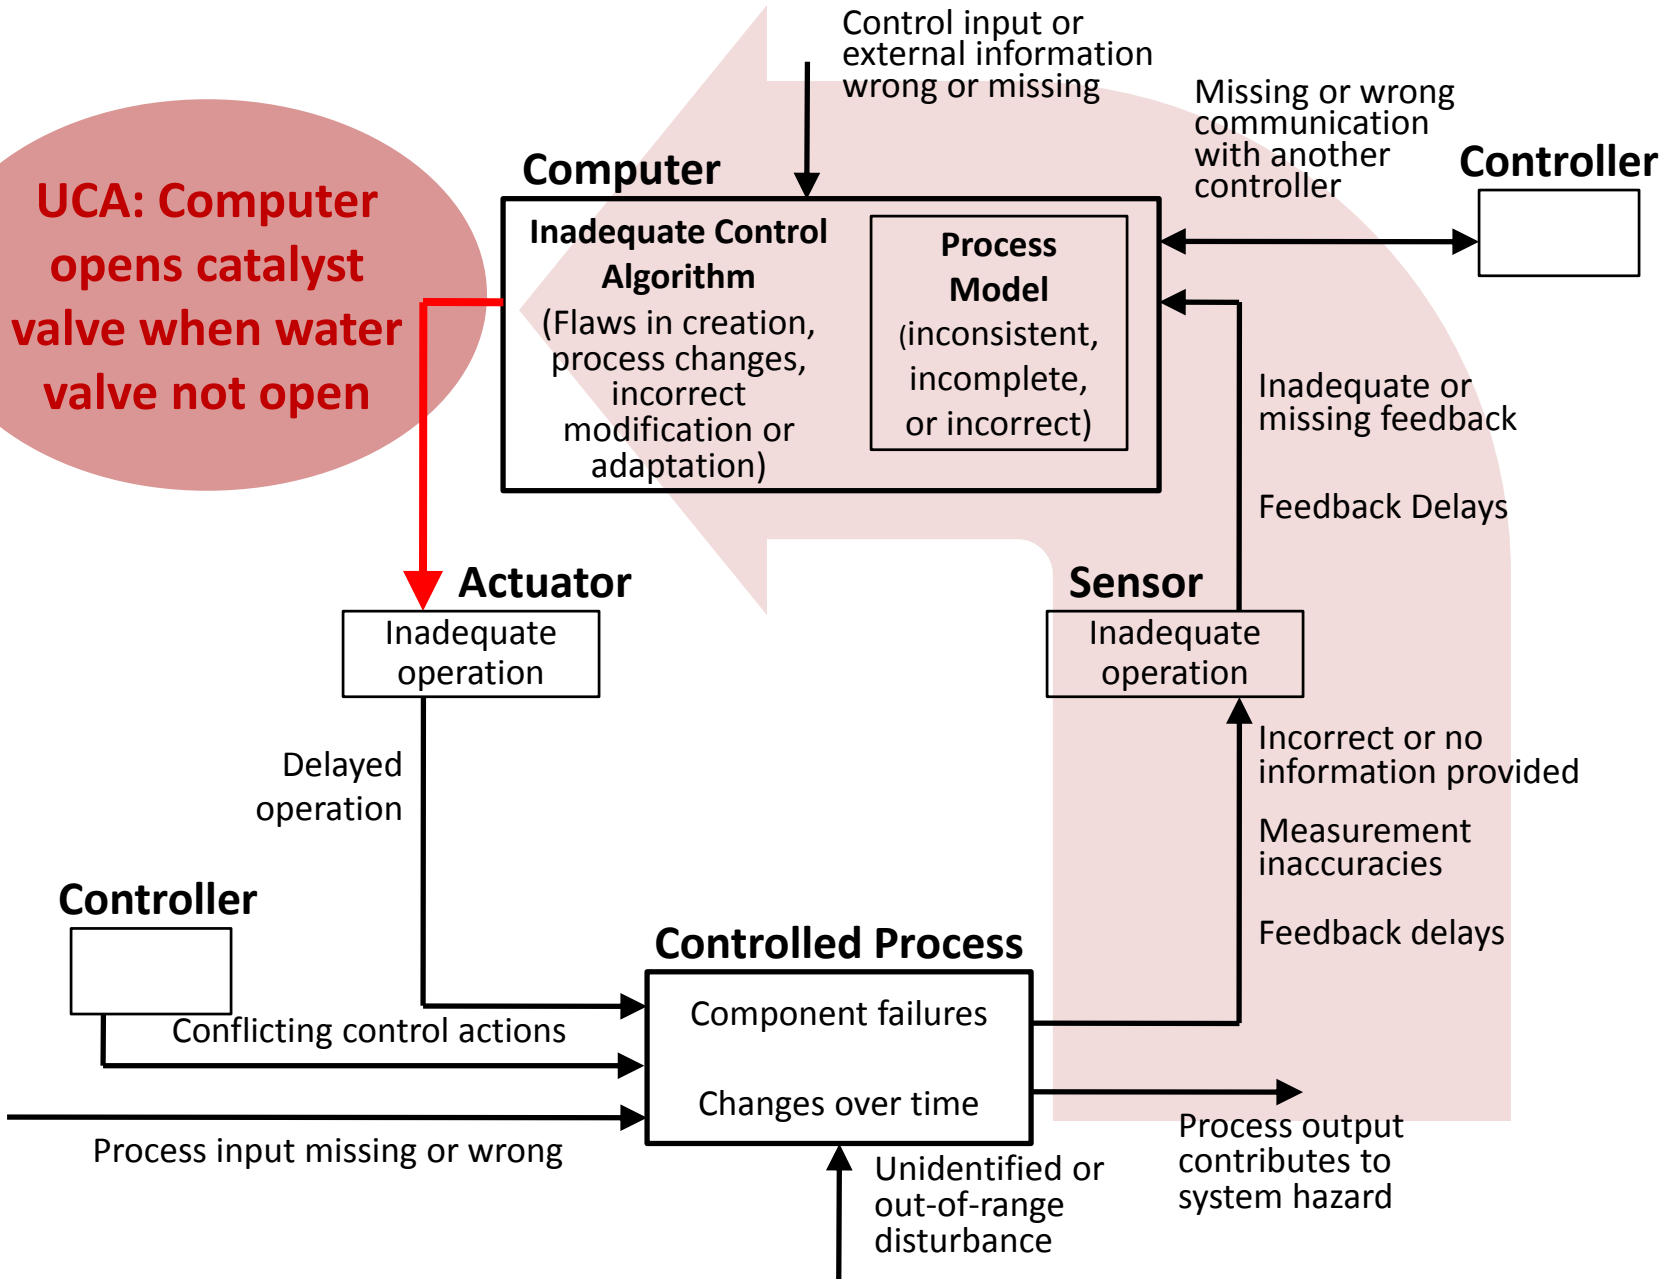 Control input or
external information
wrong or missing
Missing or wrong
communication
with another
controller
Controller
UCA: Computer
opens catalyst
valve when water
valve not open
Computer
Inadequate Control
Algorithm
(Flaws in creation,
process changes,
incorrect
modification or
adaptation)
Process
Model
(inconsistent,
incomplete,
or incorrect)
Inadequate or
missing feedback
Feedback Delays
Actuator
Inadequate
operation
Sensor
Inadequate
operation
Delayed
operation
Incorrect or no
information provided
Measurement
inaccuracies
Feedback delays
Controller
Conflicting control actions
Controlled Process
Component failures
Changes over time
Process input missing or wrong
Unidentified or
out-of-range
disturbance
Process output
contributes to
system hazard